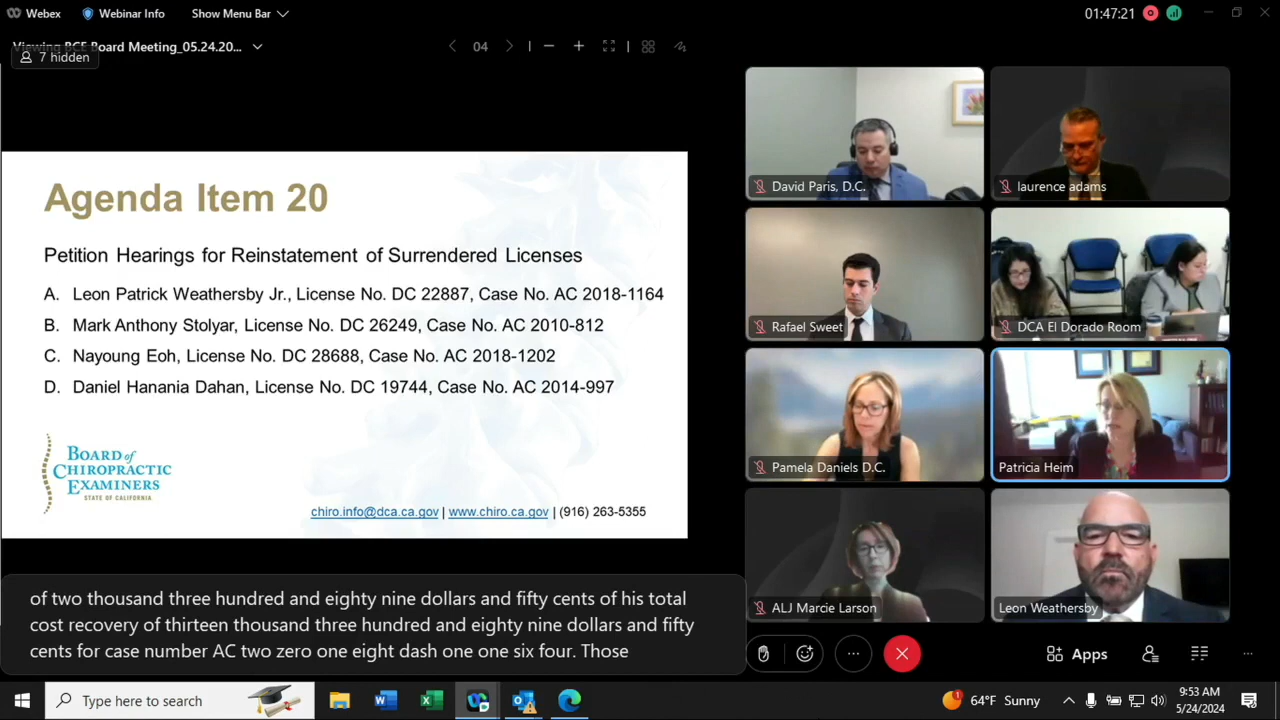 Webex Webinar Info Show Menu Bar 01:47:21
Viewing BCE Board Meeting_05.24.20... 04
7 hidden
Agenda Item 20
Petition Hearings for Reinstatement of Surrendered Licenses
A. Leon Patrick Weathersby Jr., License No. DC 22887, Case No. AC 2018-1164
B. Mark Anthony Stolyar, License No. DC 26249, Case No. AC 2010-812
C. Nayoung Eoh, License No. DC 28688, Case No. AC 2018-1202
D. Daniel Hanania Dahan, License No. DC 19744, Case No. AC 2014-997
BOARD of
CHIROPRACTIC
EXAMINERS
STATE OF CALIFORNIA
chiro.info@dca.ca.gov | www.chiro.ca.gov | (916) 263-5355
David Paris, D.C.
laurence adams
Rafael Sweet
DCA El Dorado Room
Pamela Daniels D.C.
Patricia Heim
ALJ Marcie Larson
Leon Weathersby
of two thousand three hundred and eighty nine dollars and fifty cents of his total
cost recovery of thirteen thousand three hundred and eighty nine dollars and fifty
cents for case number AC two zero one eight dash one one six four. Those
Apps
Type here to search
1
64°F Sunny
9:53 AM
5/24/2024